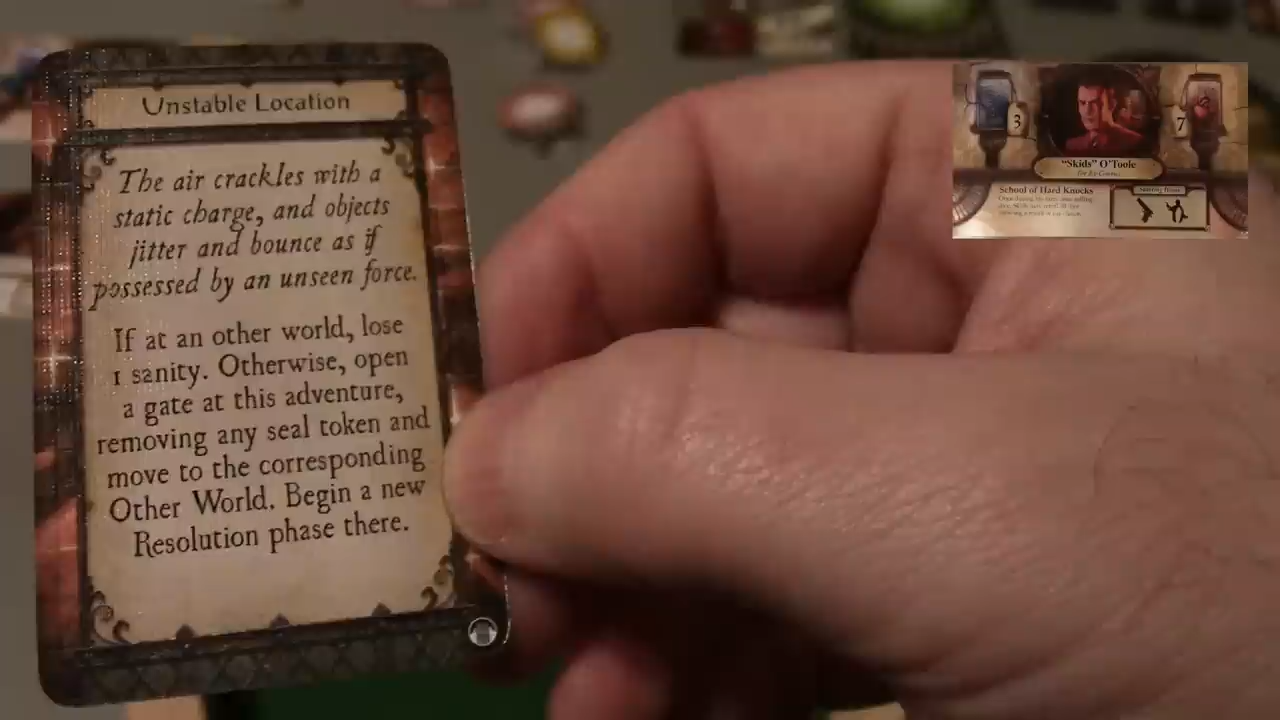 Unstable Location
The air crackles with a
static charge, and objects
jitter and bounce as if
possessed by an unseen force.
If at an other world, lose
1 sanity. Otherwise, open
a gate at this adventure,
removing any seal token and
move to the corresponding
Other World. Begin a new
Resolution phase there.
3
7
"Skids" O'Toole
the Ex-Convict
School of Hard Knocks